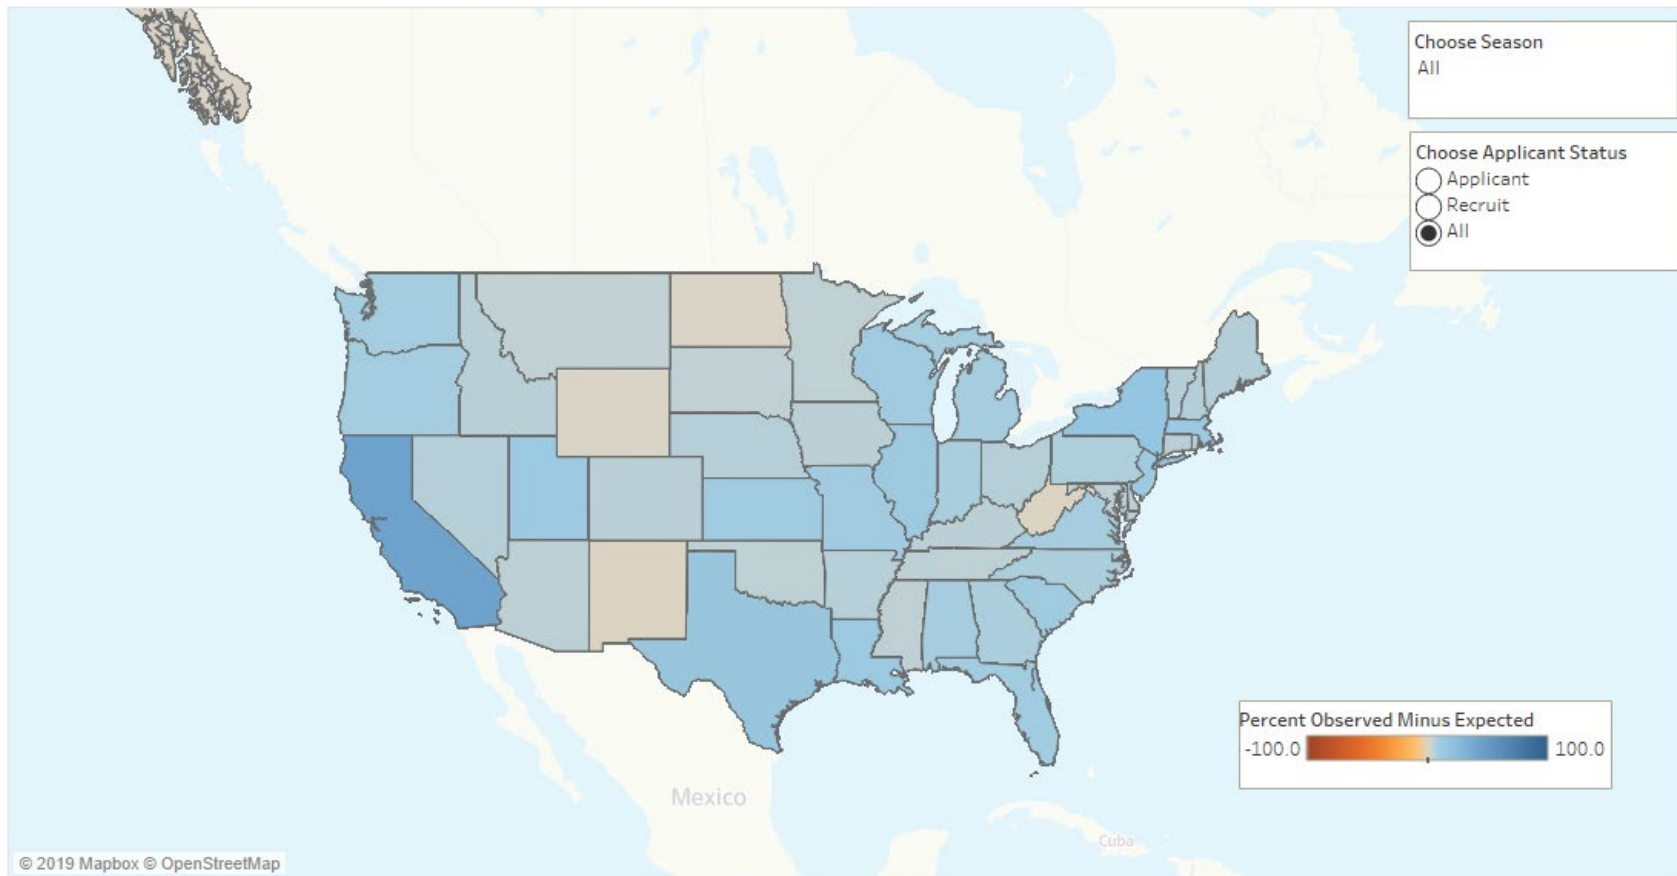 Choose Season
All
Choose Applicant Status
Applicant
Recruit
All
Percent Observed Minus Expected
-100.0 100.0
Mexico
Cuba
© 2019 Mapbox © OpenStreetMap